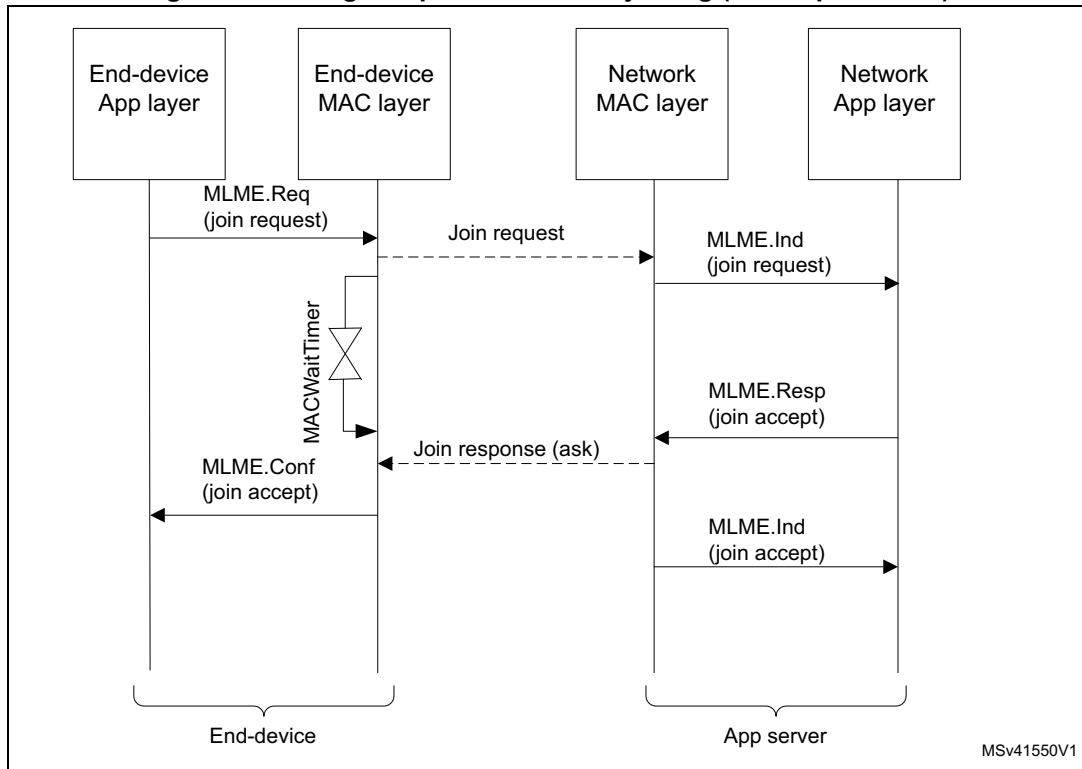 End-device
App layer
End-device
MAC layer
Network
MAC layer
Network
App layer
MLME.Req
(join request)
Join request
MLME.Ind
(join request)
MACWaitTimer
MLME.Resp
(join accept)
Join response (ask)
MLME.Conf
(join accept)
MLME.Ind
(join accept)
End-device
App server
MSv41550V1